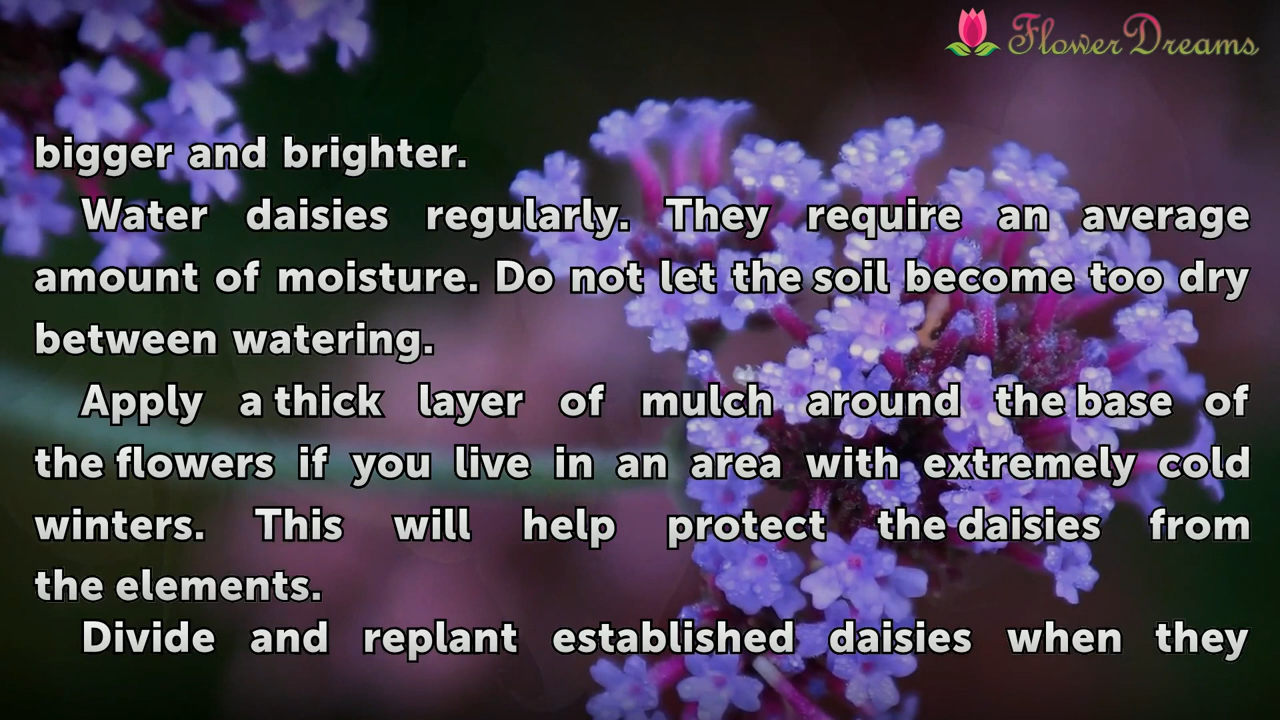 FlowerDreams
bigger and brighter.
Water daisies regularly. They require an average
amount of moisture. Do not let the soil become too dry
between watering.
Apply a thick layer of mulch around the base of
the flowers if you live in an area with extremely cold
winters. This will help protect the daisies from
the elements.
Divide and replant established daisies when they